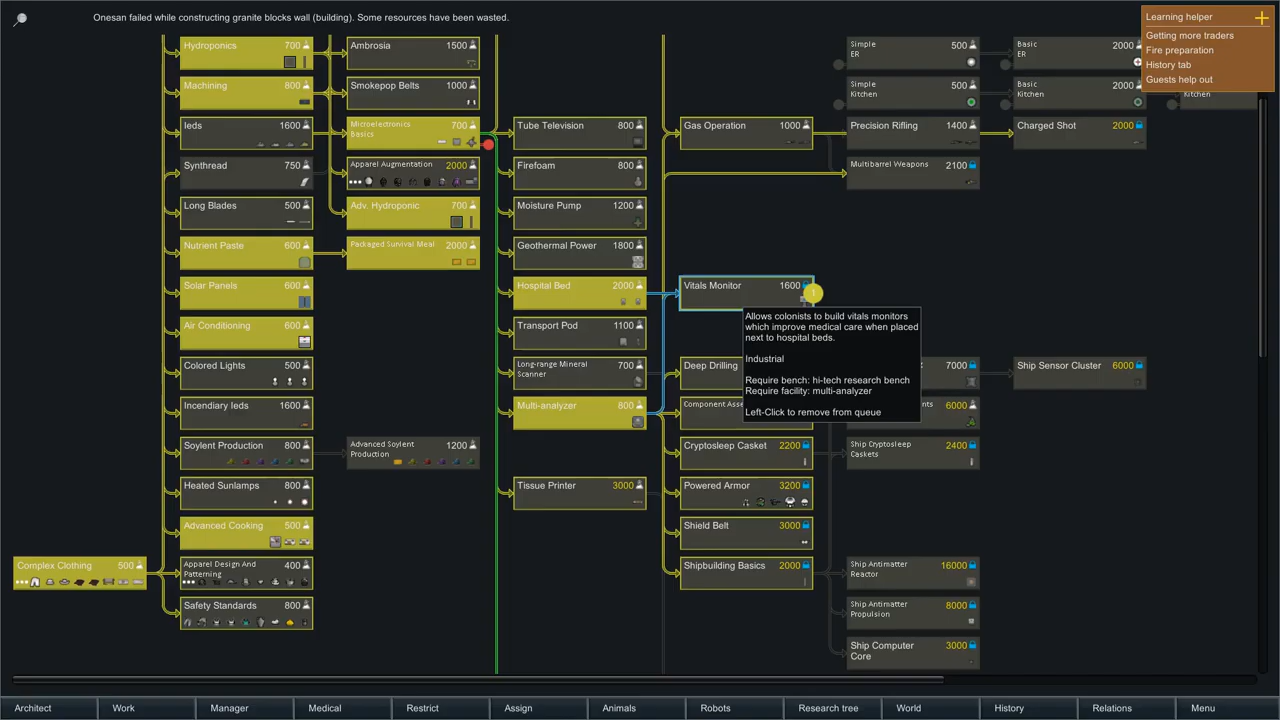 Onesan failed while constructing granite blocks wall (building). Some resources have been wasted.
Learning helper
Getting more traders
Fire preparation
History tab
Guests help out
Hydroponics 700
Ambrosia 1500
Simple ER 500
Basic ER 2000
Machining 800
Smokepop Belts 1000
Simple Kitchen 500
Basic Kitchen 2000
Kitchen
Ieds 1600
Microelectronics Basics 700
Tube Television 800
Gas Operation 1000
Precision Rifling 1400
Charged Shot 2000
Synthread 750
Apparel Augmentation 2000
Firefoam 800
Multibarrel Weapons 2100
Long Blades 500
Adv. Hydroponic 700
Moisture Pump 1200
Nutrient Paste 600
Packaged Survival Meal 2000
Geothermal Power 1800
Solar Panels 600
Hospital Bed 2000
Vitals Monitor 1600
1
Allows colonists to build vitals monitors
which improve medical care when placed
next to hospital beds.
Industrial
Require bench: hi-tech research bench
Require facility: multi-analyzer
Left-Click to remove from queue
Air Conditioning 600
Transport Pod 1100
Colored Lights 500
Long-range Mineral Scanner 700
Deep Drilling
7000
Ship Sensor Cluster 6000
Incendiary Ieds 1600
Multi-analyzer 800
Component Asse
nts 6000
Soylent Production 800
Advanced Soylent Production 1200
Cryptosleep Casket 2200
Ship Cryptosleep Caskets 2400
Heated Sunlamps 800
Tissue Printer 3000
Powered Armor 3200
Advanced Cooking 500
Shield Belt 3000
Complex Clothing 500
Apparel Design And Patterning 400
Shipbuilding Basics 2000
Ship Antimatter Reactor 16000
Safety Standards 800
Ship Antimatter Propulsion 8000
Ship Computer Core 3000
Architect
Work
Manager
Medical
Restrict
Assign
Animals
Robots
Research tree
World
History
Relations
Menu